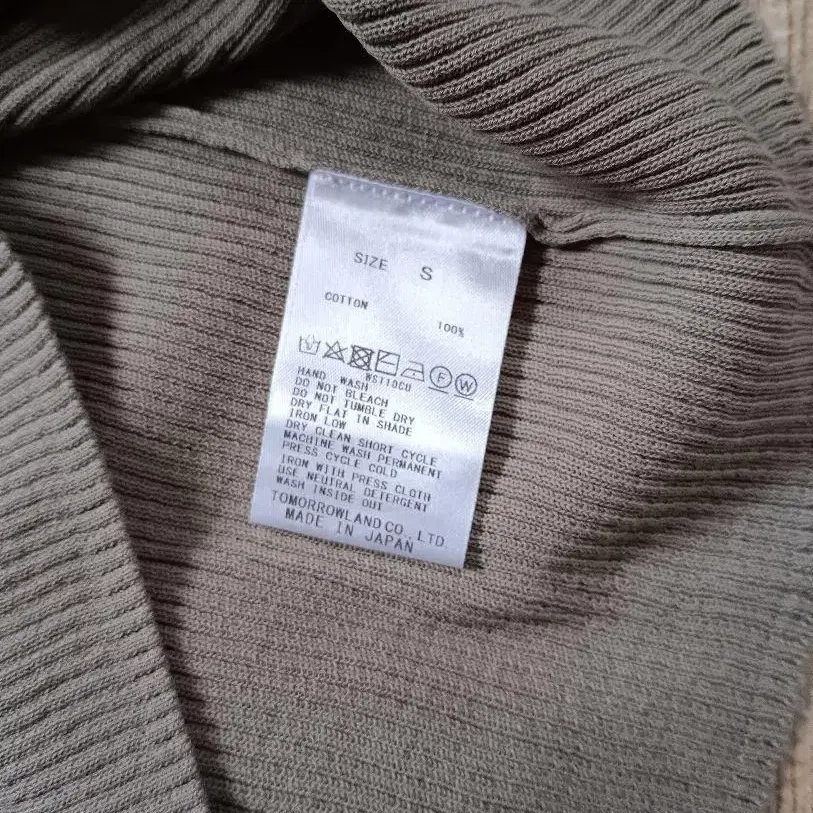 SIZE S
COTTON
100%
F W
WST10CU
HAND WASH
DO NOT BLEACH
DO NOT TUMBLE DRY
DRY FLAT IN SHADE
IRON LOW
DRY CLEAN SHORT CYCLE
MACHINE WASH PERMANENT
PRESS CYCLE COLD
IRON WITH PRESS CLOTH
USE NEUTRAL DETERGENT
WASH INSIDE OUT
TOMORROWLAND CO., LTD.
MADE IN JAPAN